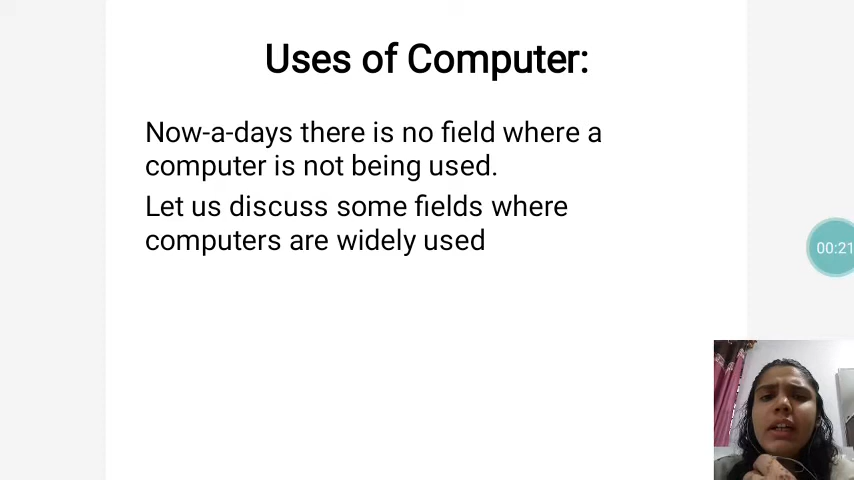 Uses of Computer:
Now-a-days there is no field where a
computer is not being used.
Let us discuss some fields where
computers are widely used
00:21